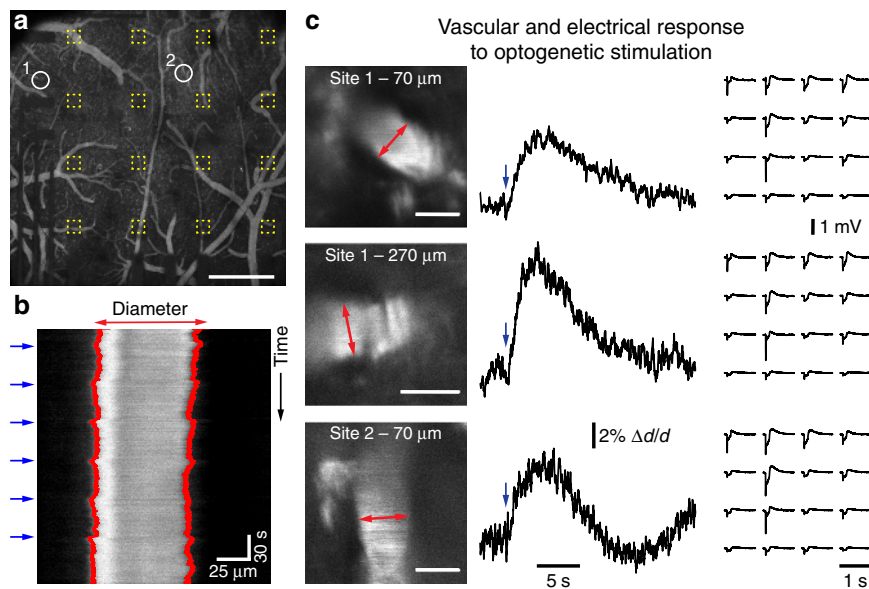 a
1
2
b
Diameter
Time
25 μm
30 s
c
Vascular and electrical response
to optogenetic stimulation
Site 1 – 70 μm
1 mV
Site 1 – 270 μm
2% Δd/d
Site 2 – 70 μm
5 s
1 s